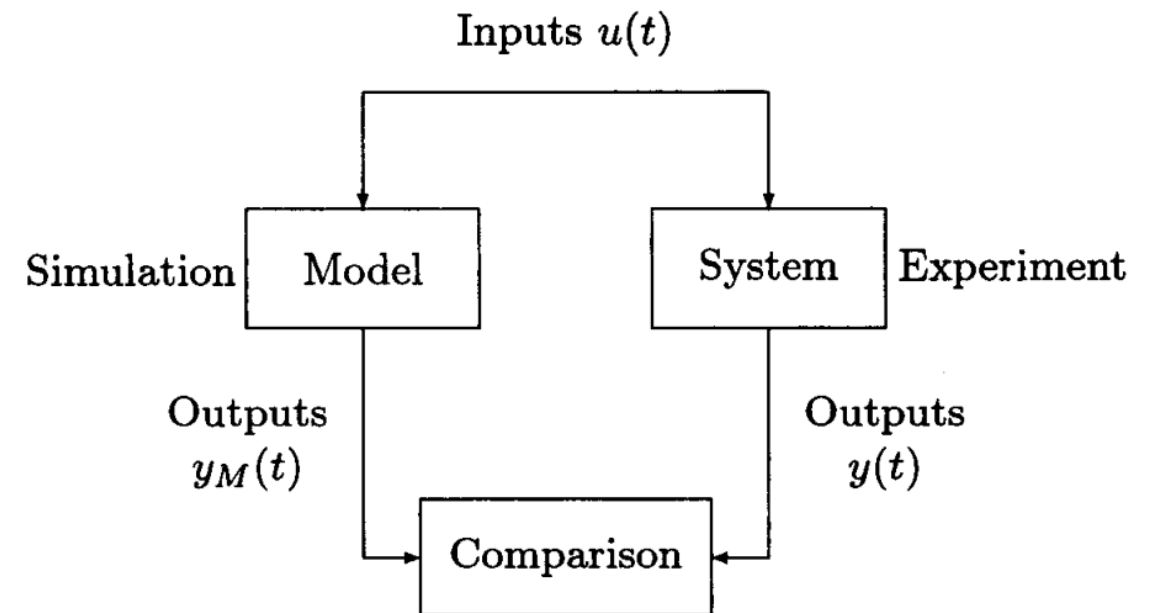 Inputs u(t)
Simulation
Model
System
Experiment
Outputs
y_M(t)
Outputs
y(t)
Comparison